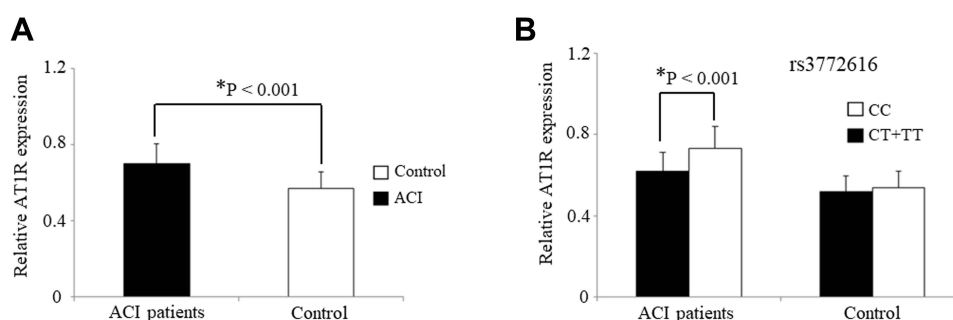 A
Relative AT1R expression
1.2
0.8
0.4
0
*P < 0.001
Control
ACI
ACI patients
Control
B
Relative AT1R expression
1.2
0.8
0.4
0
rs3772616
*P < 0.001
CC
CT+TT
ACI patients
Control